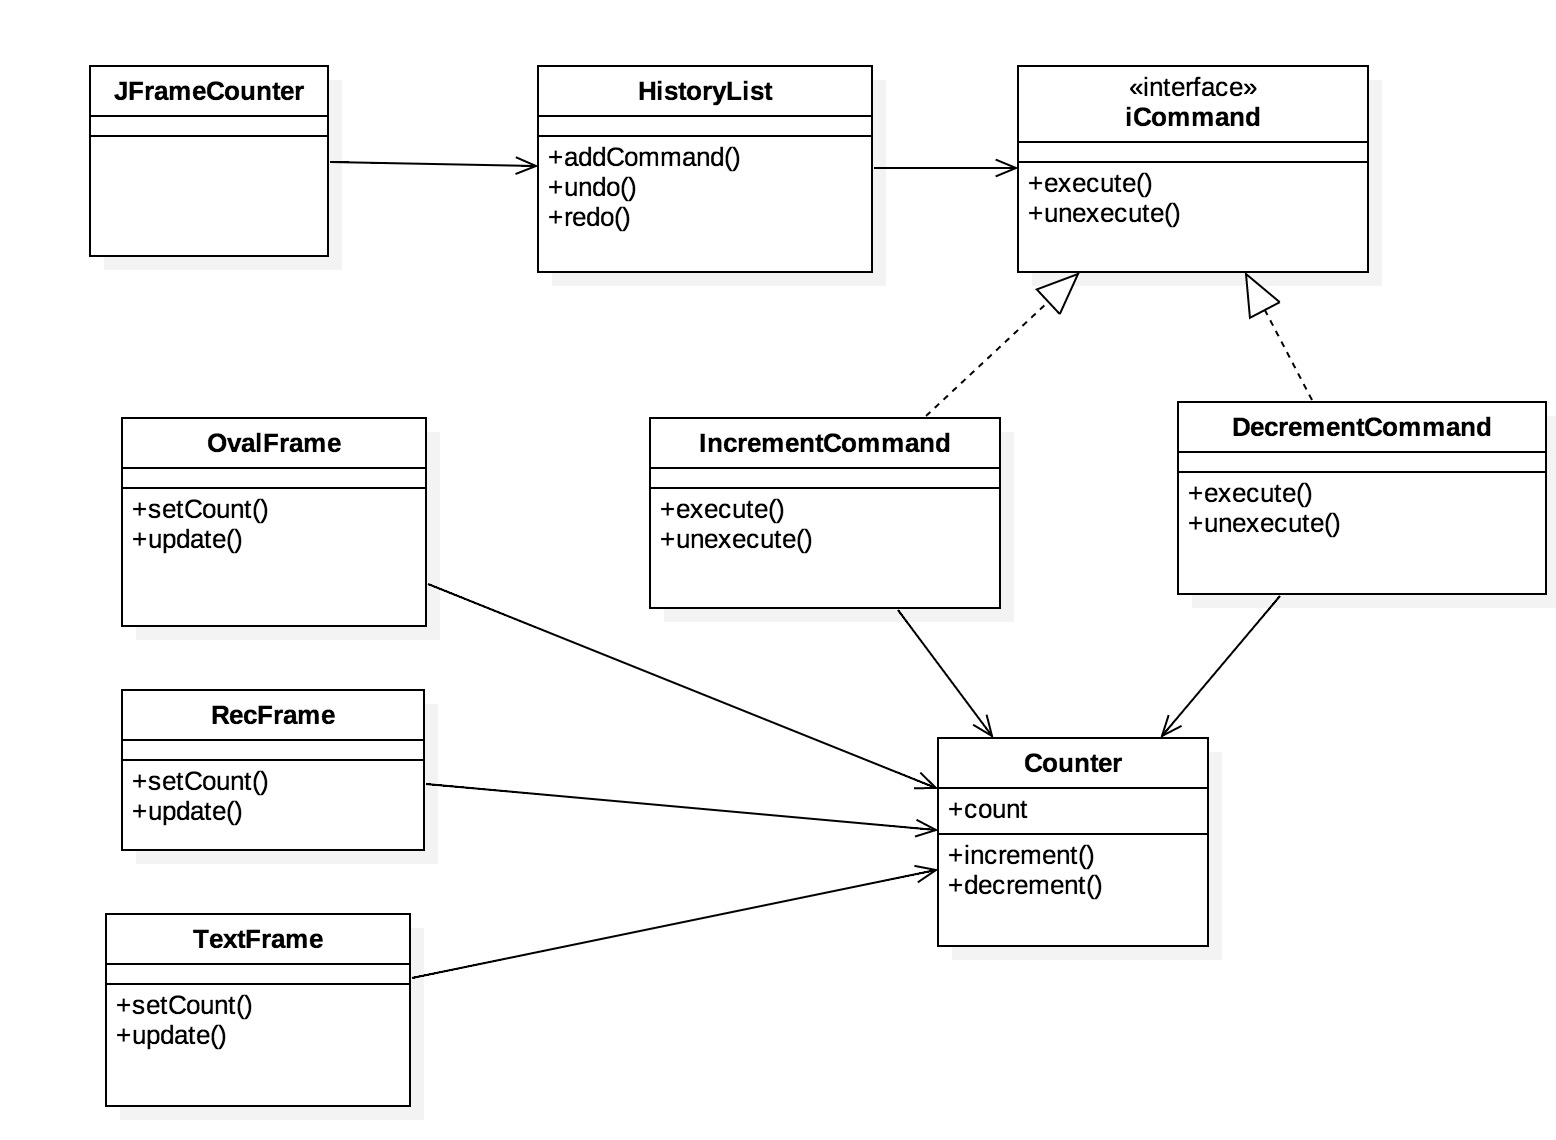 JFrameCounter
HistoryList
+addCommand()
+undo()
+redo()
«interface»
iCommand
+execute()
+unexecute()
OvalFrame
+setCount()
+update()
IncrementCommand
+execute()
+unexecute()
DecrementCommand
+execute()
+unexecute()
RecFrame
+setCount()
+update()
Counter
+count
+increment()
+decrement()
TextFrame
+setCount()
+update()